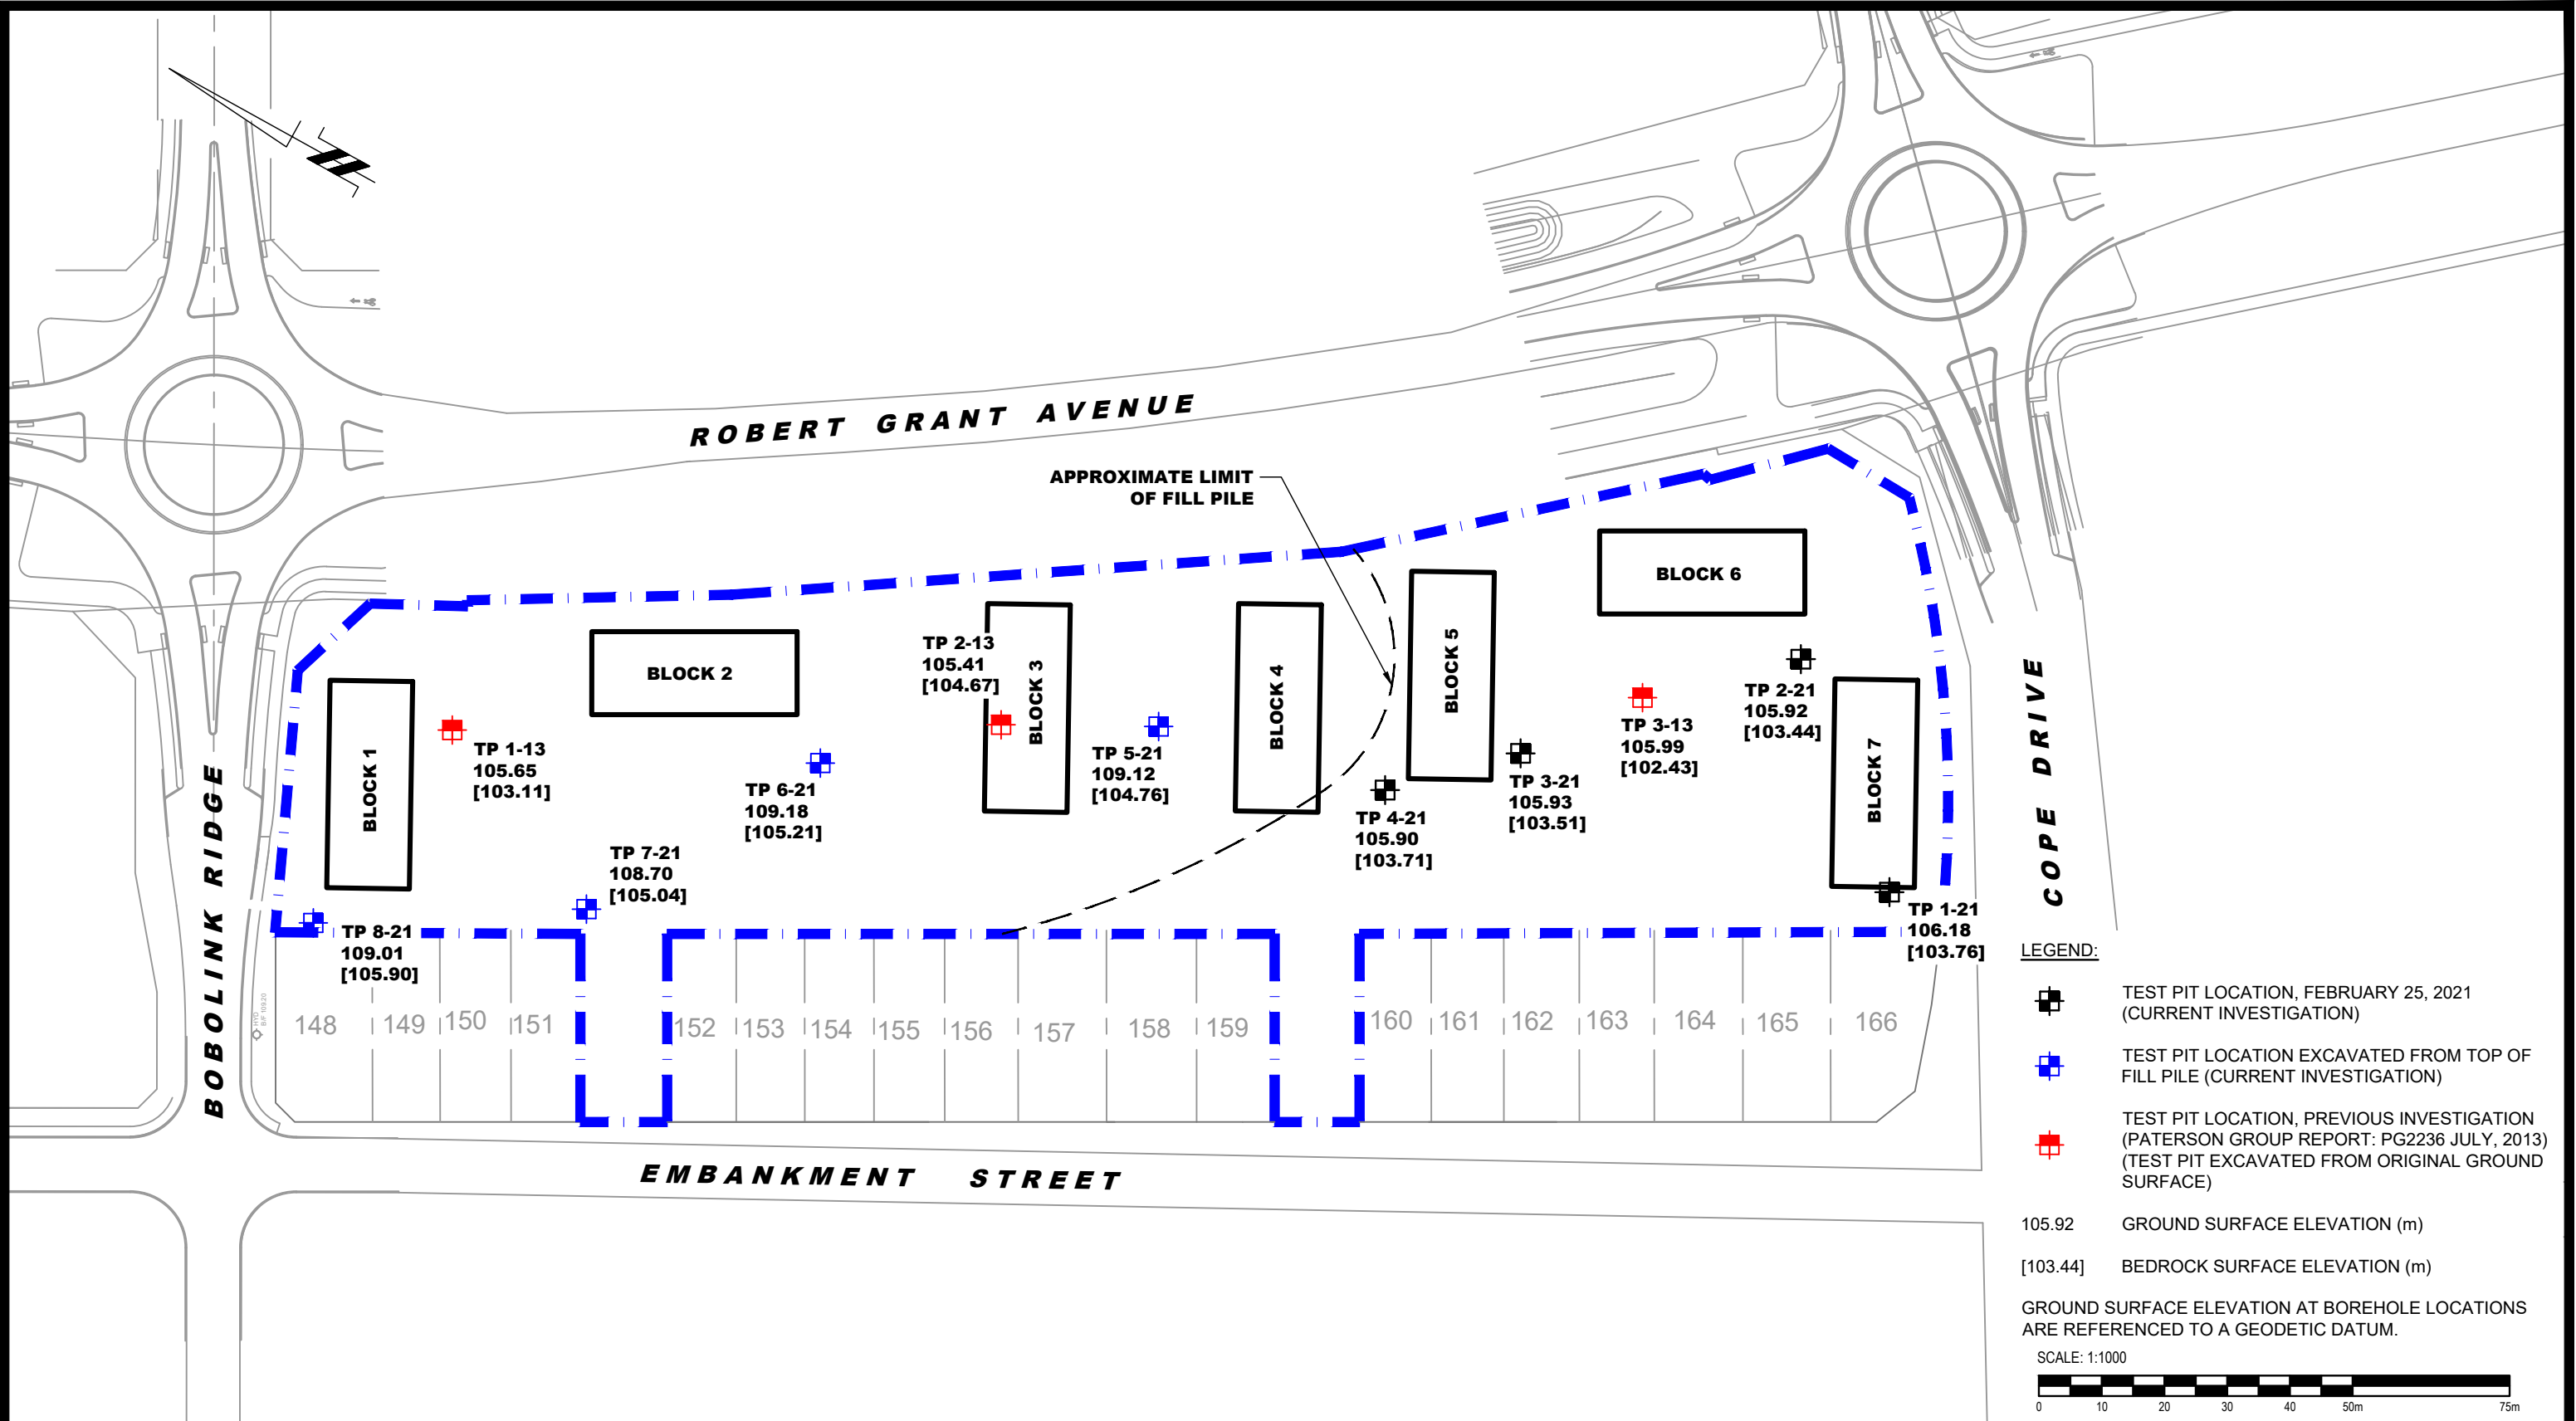 ROBERT GRANT AVENUE
APPROXIMATE LIMIT
OF FILL PILE
BLOCK 6
BLOCK 5
BLOCK 2
TP 2-13
105.41
[104.67]
BLOCK 3
BLOCK 4
TP 2-21
105.92
[103.44]
TP 3-13
105.99
[102.43]
BLOCK 7
TP 1-13
105.65
[103.11]
BLOCK 1
TP 6-21
109.18
[105.21]
TP 5-21
109.12
[104.76]
TP 3-21
105.93
[103.51]
TP 4-21
105.90
[103.71]
TP 7-21
108.70
[105.04]
TP 8-21
109.01
[105.90]
TP 1-21
106.18
[103.76]
BOBOLINK RIDGE
COPE DRIVE
HYD
B/F 109.20
148 149 150 151 152 153 154 155 156 157 158 159 160 161 162 163 164 165 166
EMBANKMENT STREET
LEGEND:
TEST PIT LOCATION, FEBRUARY 25, 2021
(CURRENT INVESTIGATION)
TEST PIT LOCATION EXCAVATED FROM TOP OF
FILL PILE (CURRENT INVESTIGATION)
TEST PIT LOCATION, PREVIOUS INVESTIGATION
(PATERSON GROUP REPORT: PG2236 JULY, 2013)
(TEST PIT EXCAVATED FROM ORIGINAL GROUND
SURFACE)
105.92 GROUND SURFACE ELEVATION (m)
[103.44] BEDROCK SURFACE ELEVATION (m)
GROUND SURFACE ELEVATION AT BOREHOLE LOCATIONS
ARE REFERENCED TO A GEODETIC DATUM.
SCALE: 1:1000
0 10 20 30 40 50m 75m